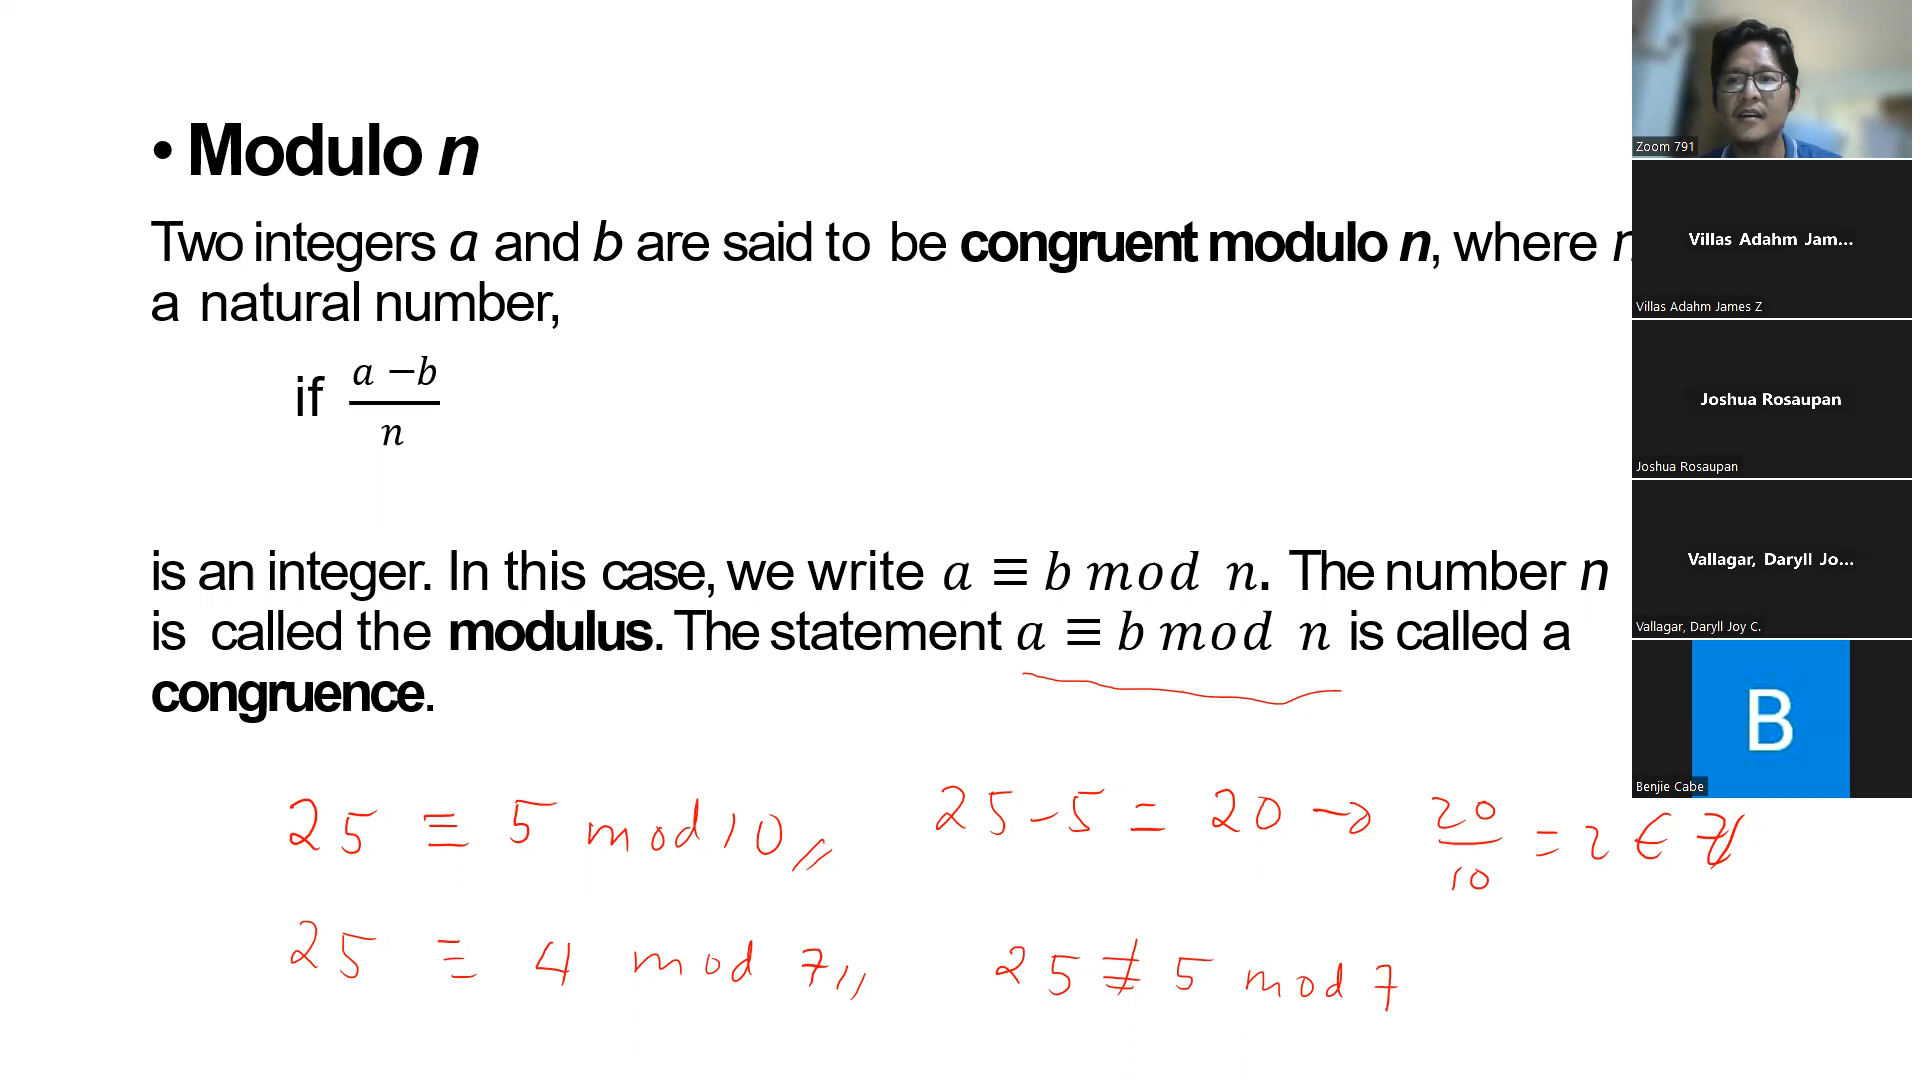 • Modulo n
Two integers a and b are said to be congruent modulo n, where n
a natural number,
if a − b / n
is an integer. In this case, we write a ≡ b mod n. The number n
is called the modulus. The statement a ≡ b mod n is called a
congruence.
25 ≡ 5 mod 10 //
25 − 5 = 20 → 20/10 = 2 ∈ ℤ
25 ≡ 4 mod 7 //
25 ≢ 5 mod 7
Zoom 791
Villas Adahm Jam...
Villas Adahm James Z
Joshua Rosaupan
Joshua Rosaupan
Vallagar, Daryll Jo...
Vallagar, Daryll Joy C.
B
Benjie Cabe